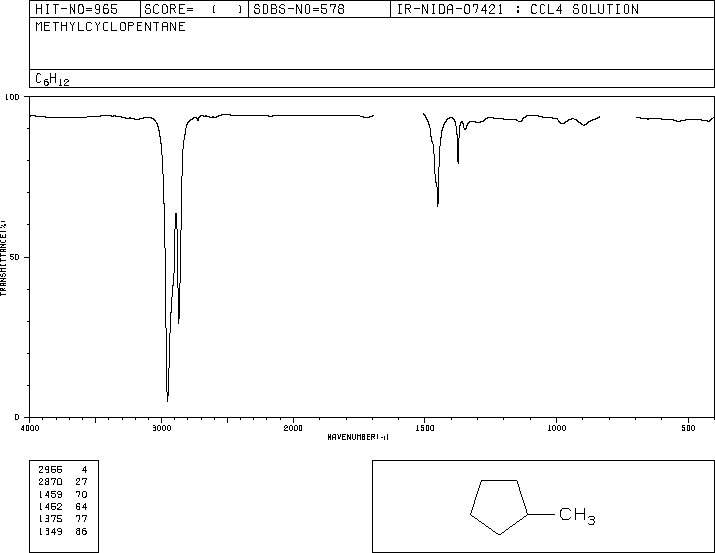 HIT-NO=965 SCORE= ( ) SDBS-NO=578 IR-NIDA-07421 : CCL4 SOLUTION
METHYLCYCLOPENTANE
C6H12
100
50
0
TRANSMITTANCE(%)
4000 3000 2000 1500 1000 500
WAVENUMBER(-1)
2966 4
2870 27
1459 70
1452 64
1375 77
1349 86
CH3